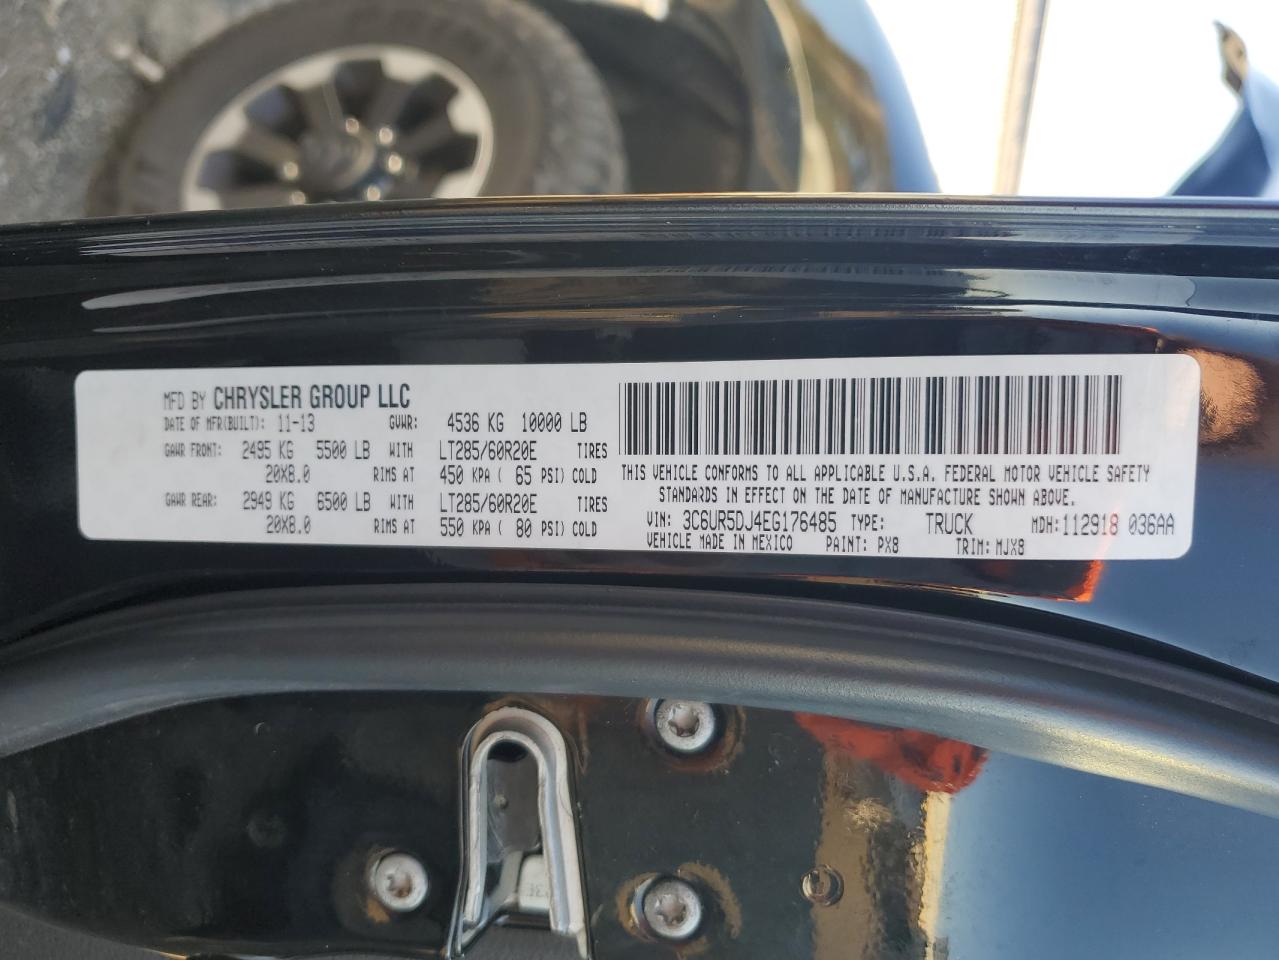 MFD BY CHRYSLER GROUP LLC
DATE OF MFR(BUILT): 11-13 GVWR: 4536 KG 10000 LB
GAWR FRONT: 2495 KG 5500 LB WITH LT285/60R20E TIRES
20X8.0 RIMS AT 450 KPA ( 65 PSI) COLD
GAWR REAR: 2949 KG 6500 LB WITH LT285/60R20E TIRES
20X8.0 RIMS AT 550 KPA ( 80 PSI) COLD
THIS VEHICLE CONFORMS TO ALL APPLICABLE U.S.A. FEDERAL MOTOR VEHICLE SAFETY
STANDARDS IN EFFECT ON THE DATE OF MANUFACTURE SHOWN ABOVE.
VIN: 3C6UR5DJ4EG176485 TYPE: TRUCK MDH:112918 036AA
VEHICLE MADE IN MEXICO PAINT: PX8 TRIM: MJX8